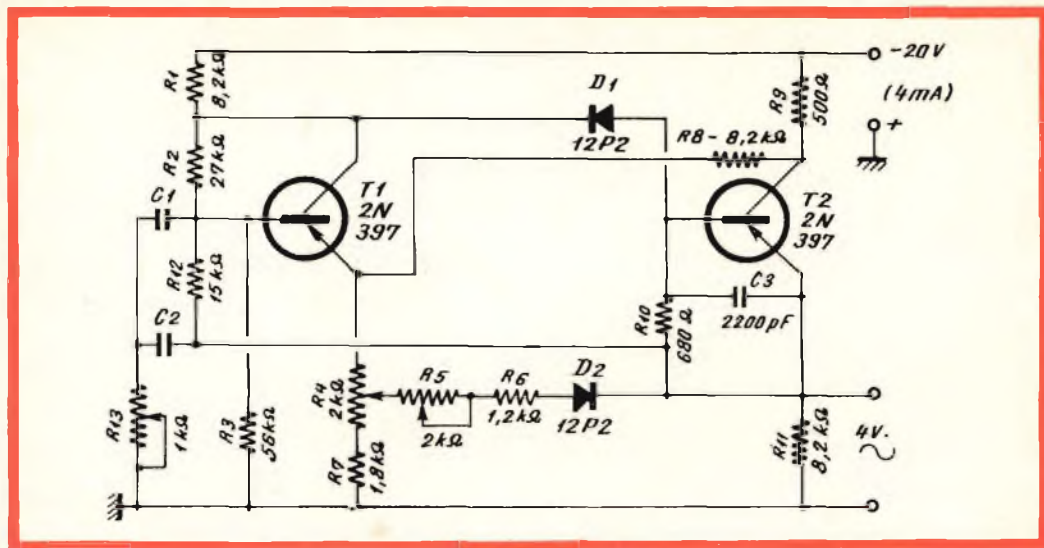 R1
8,2kΩ
R2
27kΩ
C1
R12
15kΩ
C2
R13
1kΩ
R3
56kΩ
T1
2N
397
R4
2kΩ
R5
2kΩ
R6
1,2kΩ
R7
1,8kΩ
D1
12P2
R8 - 8,2kΩ
R9
500Ω
-20V
(4mA)
+
T2
2N
397
C3
2200pF
R10
680Ω
D2
12P2
R11
8,2kΩ
4V.